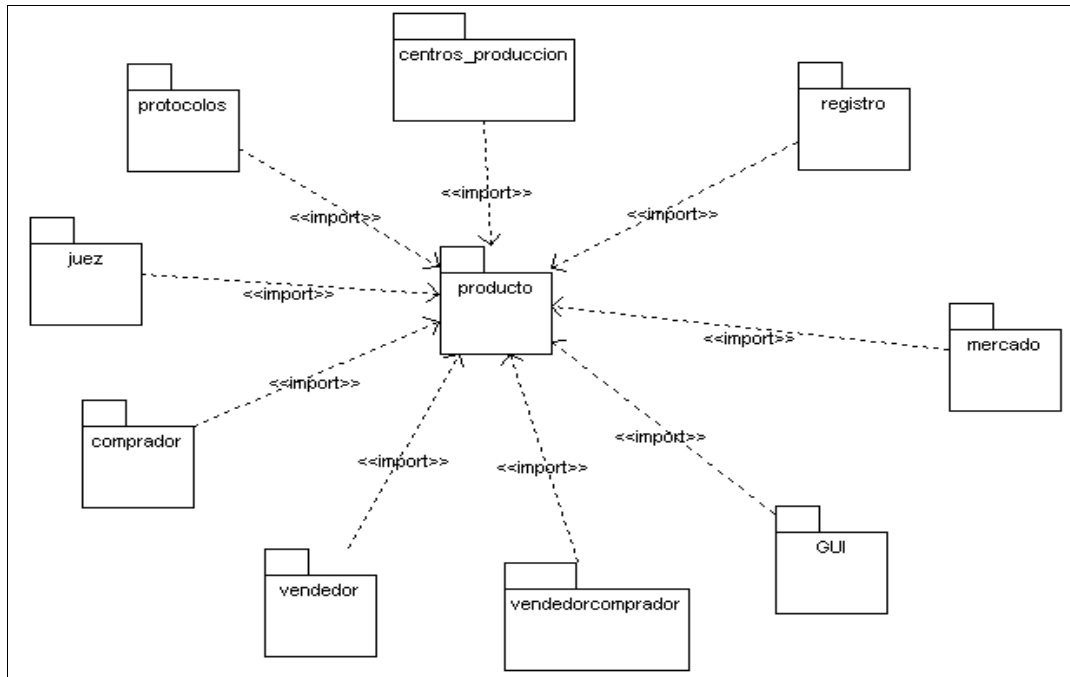 centros_produccion
protocolos
registro
<<import>>
<<import>>
<<import>>
juez
producto
<<import>>
mercado
<<import>>
<<import>>
comprador
<<import>>
<<import>>
<<import>>
GUI
vendedor
vendedorcomprador